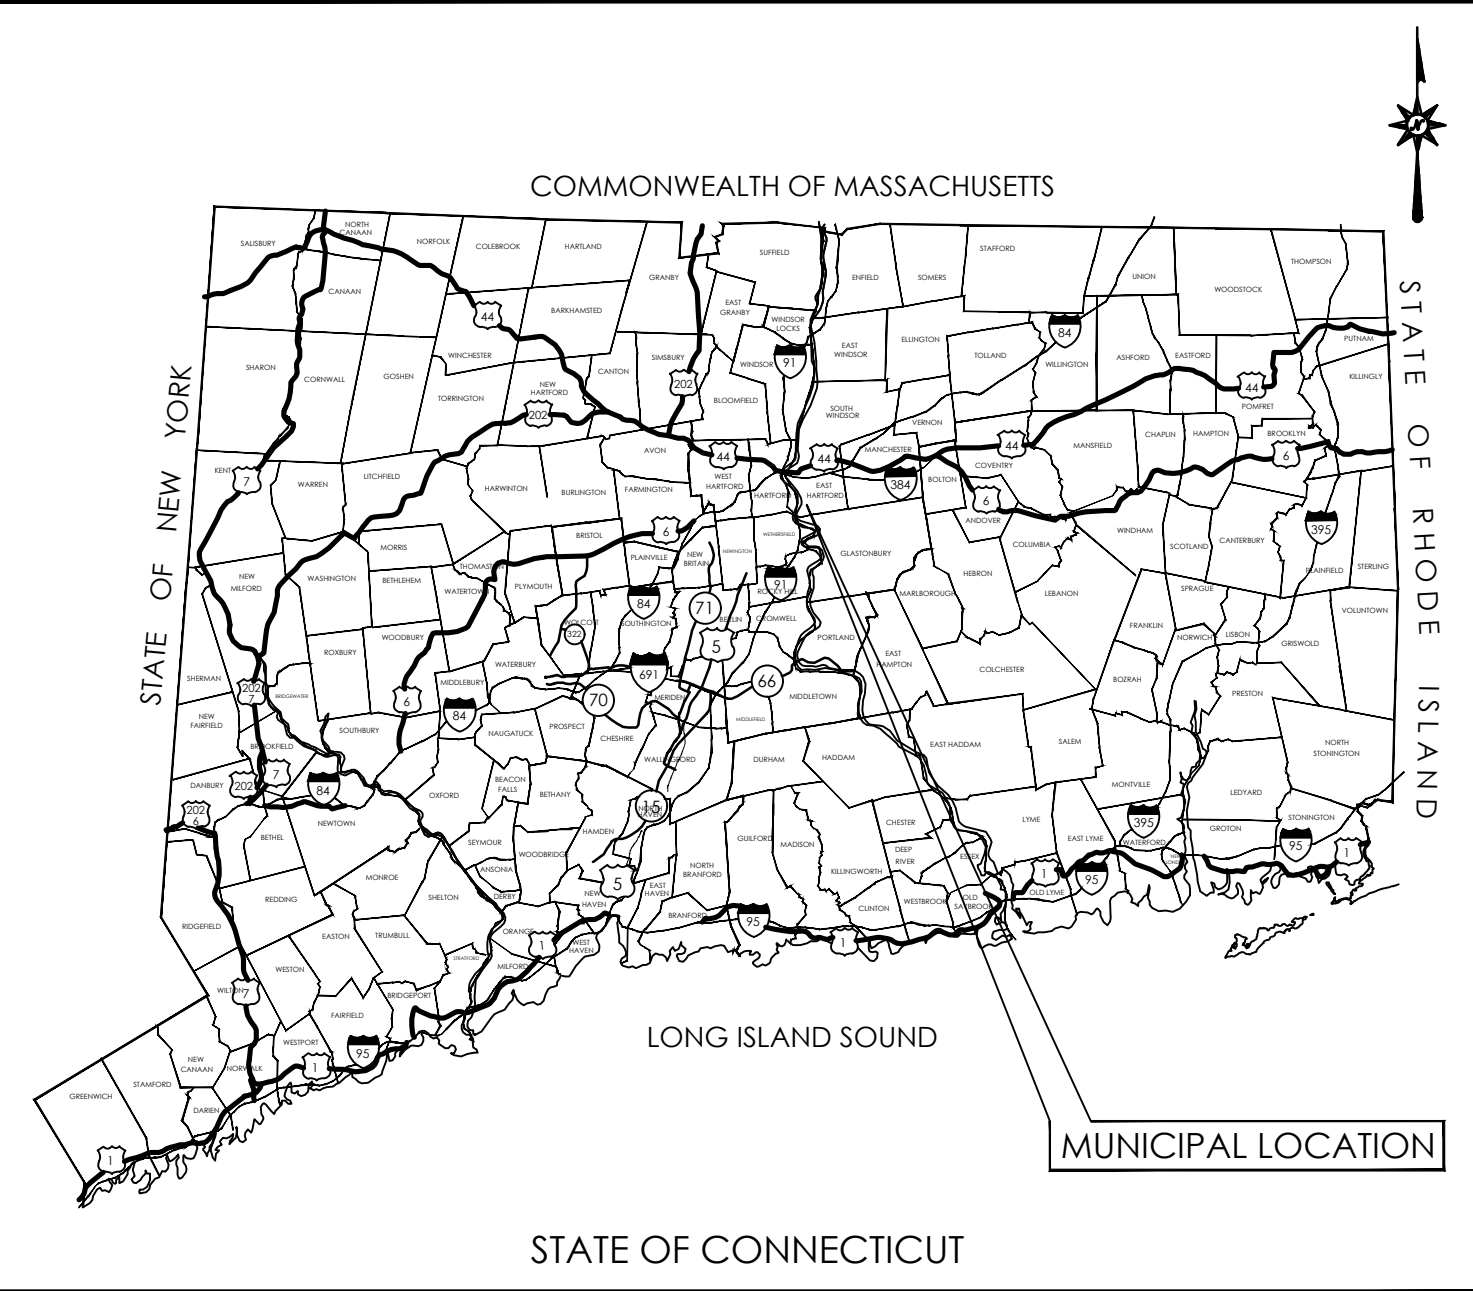 COMMONWEALTH OF MASSACHUSETTS
N
STATE OF NEW YORK
STATE OF RHODE ISLAND
SALISBURY
NORTH
CANAAN
NORFOLK
COLEBROOK
HARTLAND
GRANBY
SUFFIELD
ENFIELD
SOMERS
STAFFORD
UNION
WOODSTOCK
THOMPSON
CANAAN
44
BARKHAMSTED
EAST
GRANBY
WINDSOR
LOCKS
EAST
WINDSOR
ELLINGTON
TOLLAND
84
WILLINGTON
ASHFORD
EASTFORD
PUTNAM
SHARON
CORNWALL
GOSHEN
WINCHESTER
TORRINGTON
NEW
HARTFORD
202
CANTON
SIMSBURY
202
WINDSOR
91
BLOOMFIELD
SOUTH
WINDSOR
VERNON
44
POMFRET
KILLINGLY
KENT
7
WARREN
LITCHFIELD
HARWINTON
BURLINGTON
AVON
FARMINGTON
44
WEST
HARTFORD
HARTFORD
44
EAST
HARTFORD
MANCHESTER
384
BOLTON
44
COVENTRY
6
ANDOVER
MANSFIELD
CHAPLIN
HAMPTON
BROOKLYN
6
NEW
MILFORD
WASHINGTON
MORRIS
BETHLEHEM
THOMASTON
WATERTOWN
PLYMOUTH
BRISTOL
6
PLAINVILLE
NEW
BRITAIN
NEWINGTON
WETHERSFIELD
GLASTONBURY
COLUMBIA
WINDHAM
SCOTLAND
CANTERBURY
395
PLAINFIELD
STERLING
SHERMAN
ROXBURY
WOODBURY
WOLCOTT
322
84
SOUTHINGTON
71
BERLIN
5
91
ROCKY HILL
CROMWELL
PORTLAND
MARLBOROUGH
HEBRON
LEBANON
FRANKLIN
SPRAGUE
NORWICH
LISBON
GRISWOLD
VOLUNTOWN
202
7
BRIDGEWATER
6
MIDDLEBURY
84
WATERBURY
70
691
MERIDEN
66
MIDDLETOWN
MIDDLEFIELD
EAST
HAMPTON
COLCHESTER
BOZRAH
PRESTON
NEW
FAIRFIELD
BROOKFIELD
SOUTHBURY
NAUGATUCK
PROSPECT
CHESHIRE
WALLINGFORD
DURHAM
HADDAM
EAST HADDAM
SALEM
MONTVILLE
NORTH
STONINGTON
DANBURY
202
7
202
6
84
NEWTOWN
OXFORD
BEACON
FALLS
BETHANY
15
NORTH
HAVEN
HAMDEN
GUILFORD
MADISON
CHESTER
DEEP
RIVER
ESSEX
LYME
EAST LYME
395
WATERFORD
LEDYARD
GROTON
STONINGTON
95
1
BETHEL
SEYMOUR
WOODBRIDGE
ANSONIA
DERBY
NORTH
BRANFORD
KILLINGWORTH
CLINTON
WESTBROOK
OLD
SAYBROOK
1
OLD LYME
95
NEW
LONDON
REDDING
MONROE
SHELTON
5
NEW
HAVEN
EAST
HAVEN
BRANFORD
95
1
RIDGEFIELD
EASTON
TRUMBULL
ORANGE
1
WEST
HAVEN
STRATFORD
MILFORD
WESTON
WILTON
7
BRIDGEPORT
FAIRFIELD
95
WESTPORT
1
NEW
CANAAN
NORWALK
STAMFORD
GREENWICH
DARIEN
1
LONG ISLAND SOUND
MUNICIPAL LOCATION
STATE OF CONNECTICUT